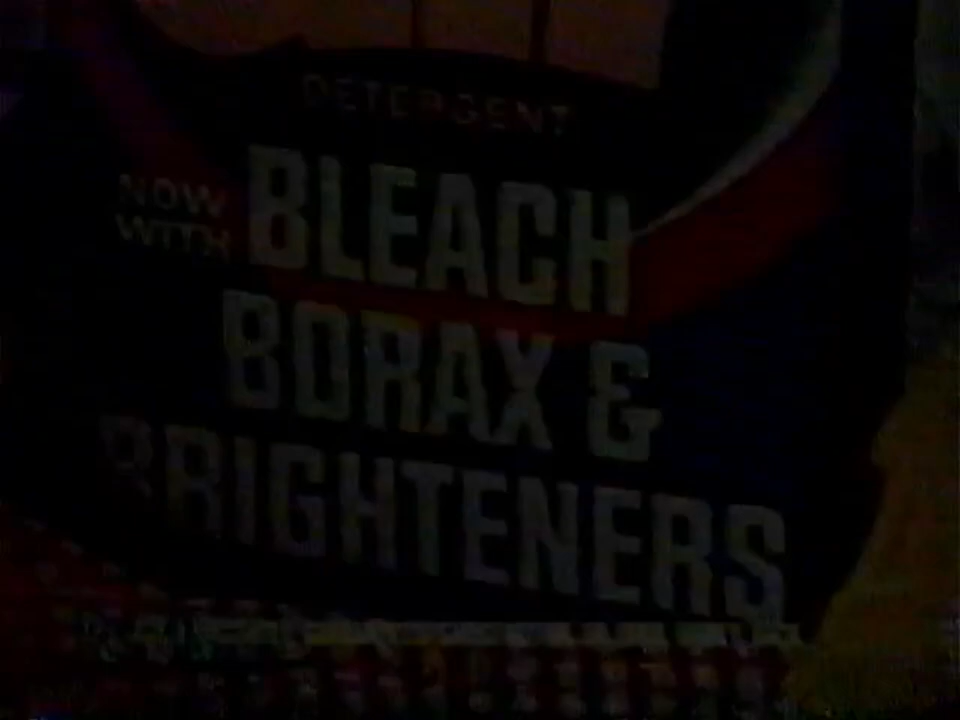 DETERGENT
NOW WITH
BLEACH
BORAX &
BRIGHTENERS